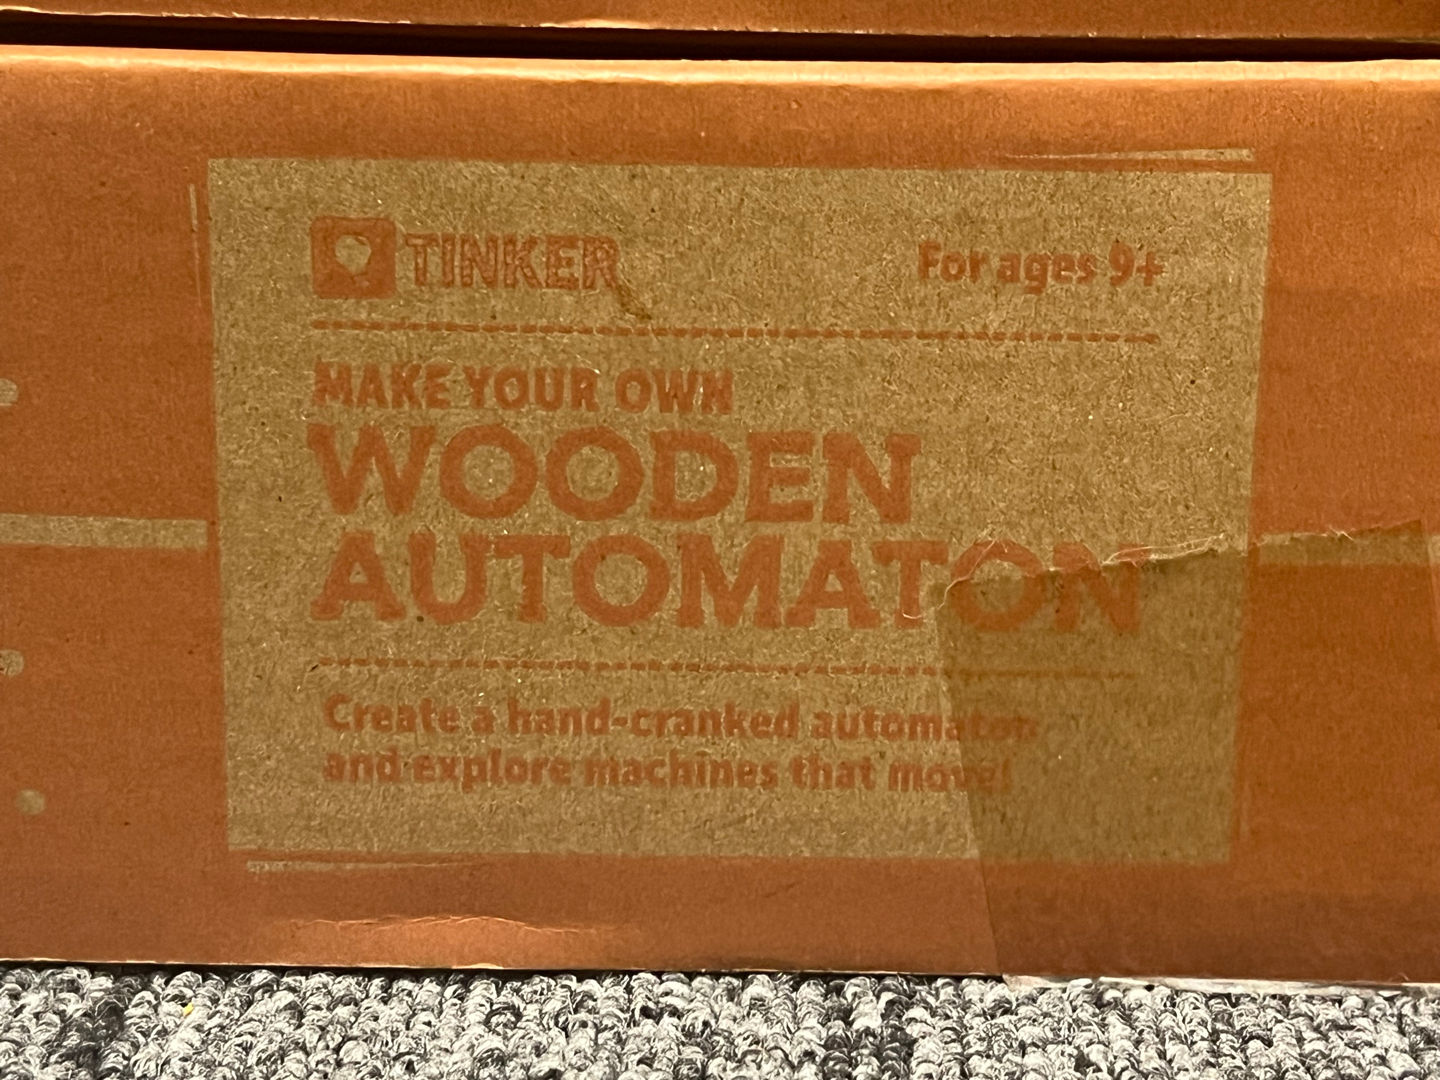 TINKER
For ages 9+
MAKE YOUR OWN
WOODEN
AUTOMATON
Create a hand-cranked automaton
and explore machines that move!